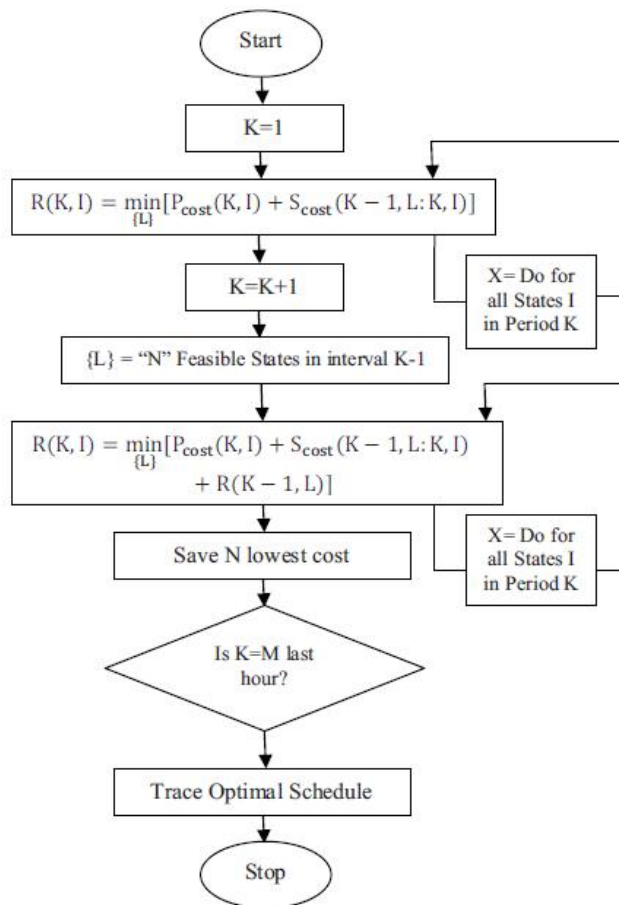 Start
K=1
R(K, I) = min[P_cost(K, I) + S_cost(K − 1, L: K, I)]
{L}
X= Do for
all States I
in Period K
K=K+1
{L} = “N” Feasible States in interval K-1
R(K, I) = min[P_cost(K, I) + S_cost(K − 1, L: K, I)
{L}
+ R(K − 1, L)]
X= Do for
all States I
in Period K
Save N lowest cost
Is K=M last
hour?
Trace Optimal Schedule
Stop